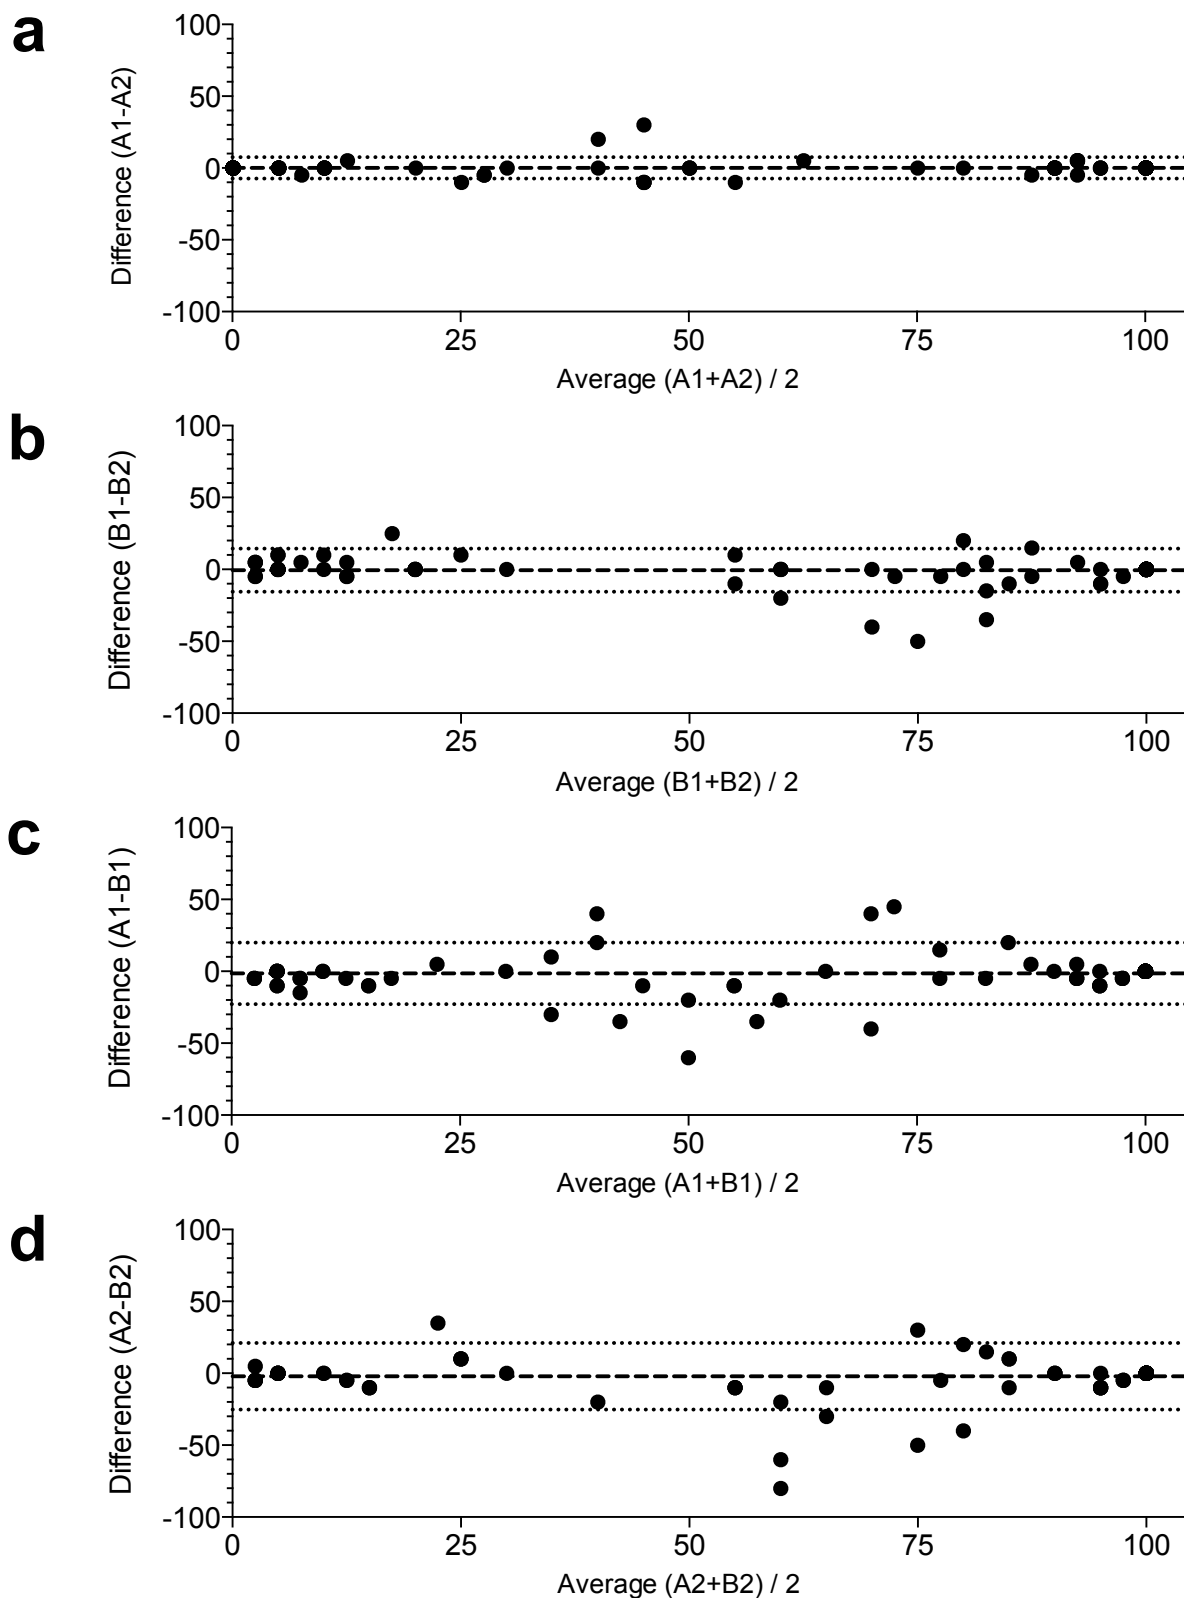 a
100
50
0
-50
-100
Difference (A1-A2)
0 25 50 75 100
Average (A1+A2) / 2
b
100
50
0
-50
-100
Difference (B1-B2)
0 25 50 75 100
Average (B1+B2) / 2
c
100
50
0
-50
-100
Difference (A1-B1)
0 25 50 75 100
Average (A1+B1) / 2
d
100
50
0
-50
-100
Difference (A2-B2)
0 25 50 75 100
Average (A2+B2) / 2